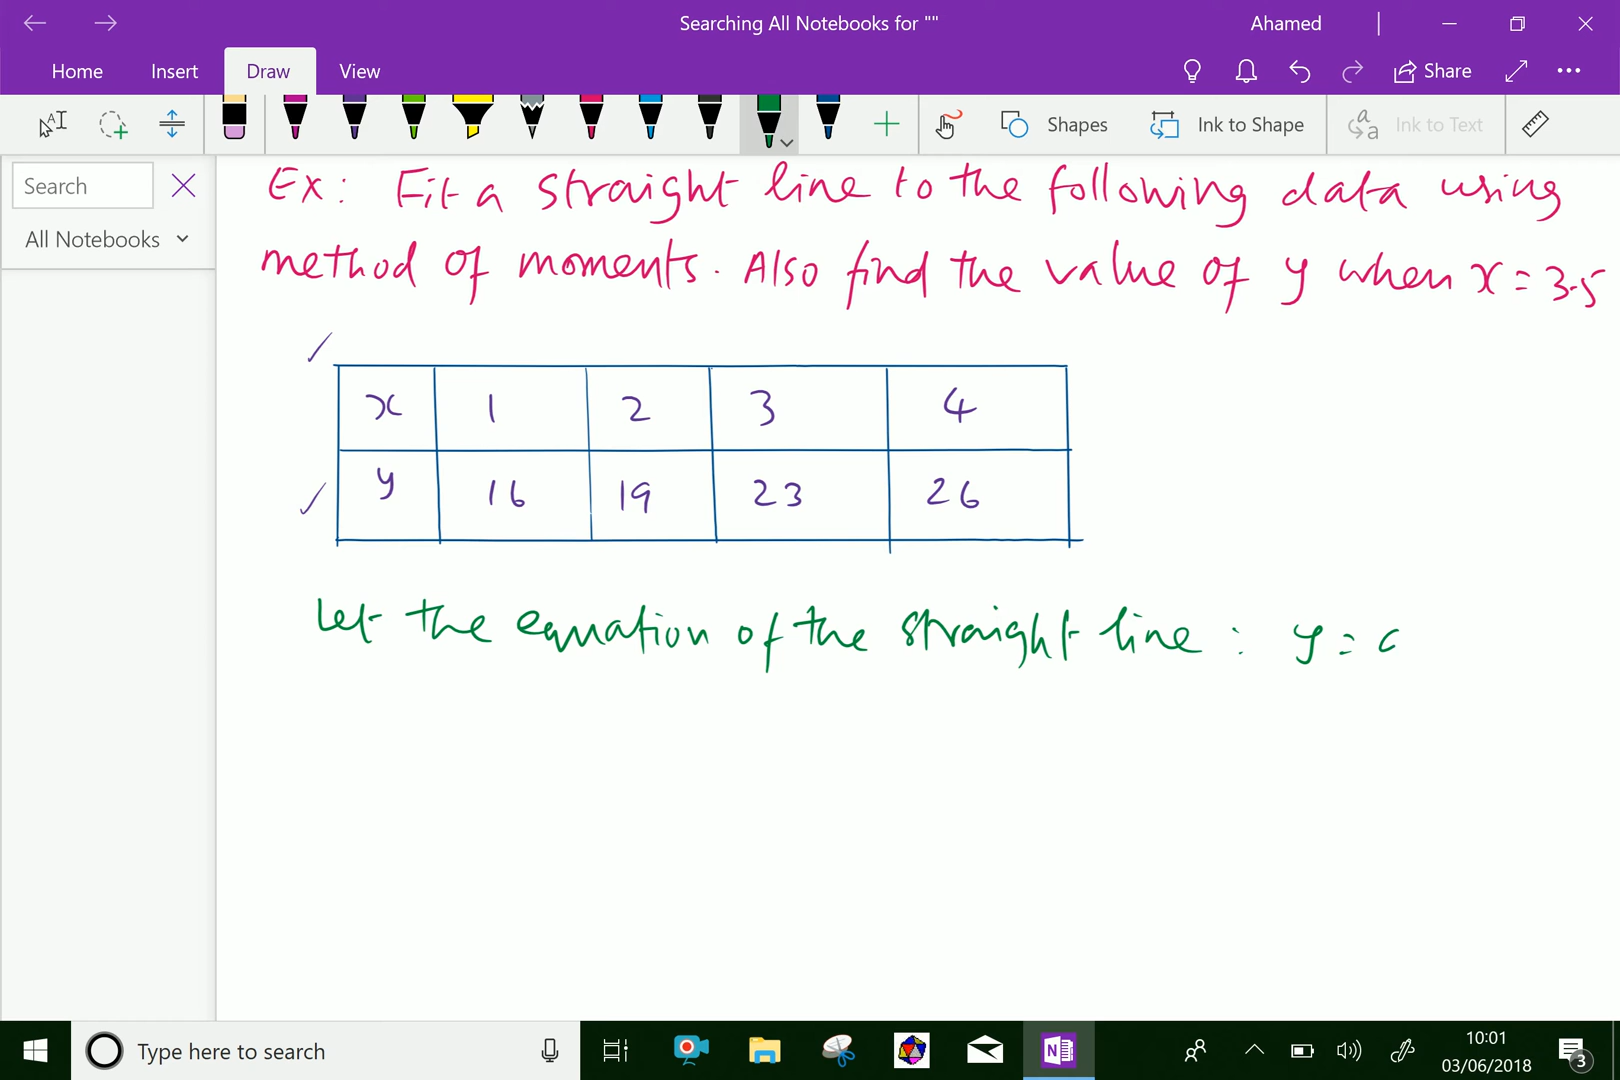 Searching All Notebooks for ""
Ahamed
Home Insert Draw View
Share
Shapes Ink to Shape Ink to Text
Search
All Notebooks
Ex: Fit a straight line to the following data using
method of moments. Also find the value of y when x = 3.5
x 1 2 3 4
y 16 19 23 26
Let the equation of the straight line : y =
Type here to search
10:01
03/06/2018
3